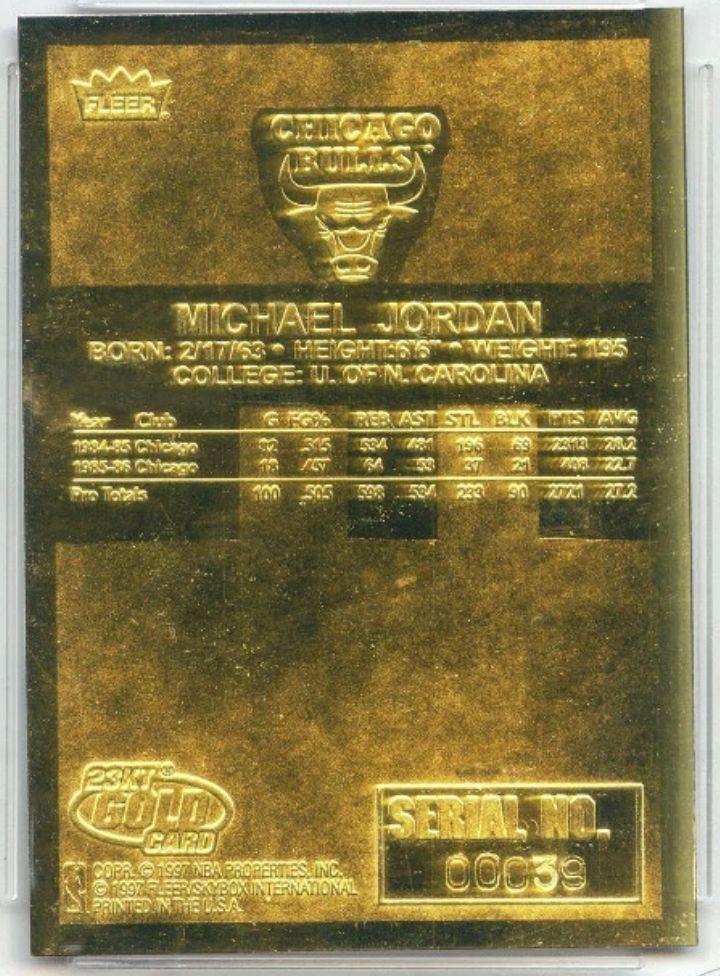 FLEER
CHICAGO
BULLS
MICHAEL JORDAN
BORN: 2/17/63 • HEIGHT: 6'6" • WEIGHT: 195
COLLEGE: U. OF N. CAROLINA
Year Club G FG% REB AST STL BLK PTS AVG
1984-85 Chicago 82 .515 534 481 196 69 2313 28.2
1985-86 Chicago 18 .457 64 53 37 21 408 22.7
Pro Totals 100 .505 598 534 233 90 2721 27.2
23KT®
GOLD
CARD
SERIAL NO.
00039
COPR. © 1997 NBA PROPERTIES, INC.
© 1997 FLEER/SKYBOX INTERNATIONAL
PRINTED IN THE U.S.A.